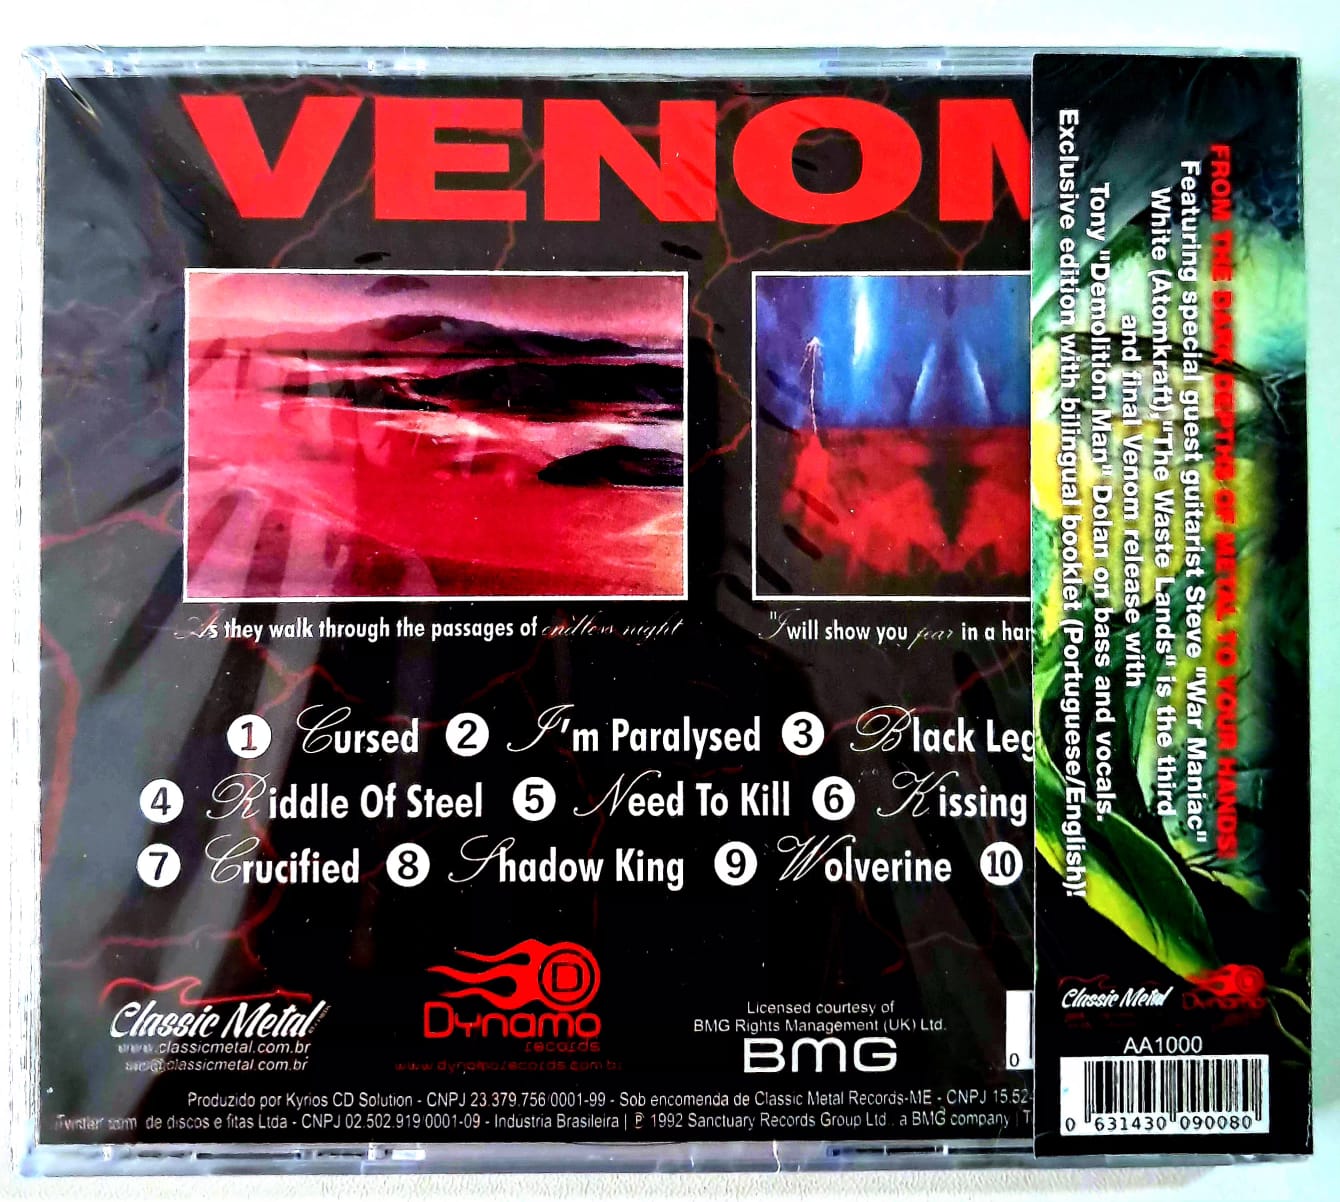 VENOM
As they walk through the passages of endless night
"I will show you fear in a han
1 Cursed 2 I'm Paralysed 3 Black Leg
4 Riddle Of Steel 5 Need To Kill 6 Kissing
7 Crucified 8 Shadow King 9 Wolverine 10
Classic Metal
www.classicmetal.com.br
@classicmetal.com.br
D
Dynamo
records
www.dynamorecords.com.br
Licensed courtesy of
BMG Rights Management (UK) Ltd.
BMG
0
Produzido por Kyrios CD Solution - CNPJ 23.379.756/0001-99 - Sob encomenda de Classic Metal Records-ME - CNPJ 15.52
de discos e fitas Ltda - CNPJ 02.502.919/0001-09 - Indústria Brasileira | ℗ 1992 Sanctuary Records Group Ltd., a BMG company | T
FROM THE DARK DEPTHS OF METAL TO YOUR HANDS!
Featuring special guest guitarist Steve "War Maniac"
White (Atomkraft), "The Waste Lands" is the third
and final Venom release with
Tony "Demolition Man" Dolan on bass and vocals.
Exclusive edition with bilingual booklet (Portuguese/English)!
Classic Metal
Dynamo
AA1000
0 631430 090080